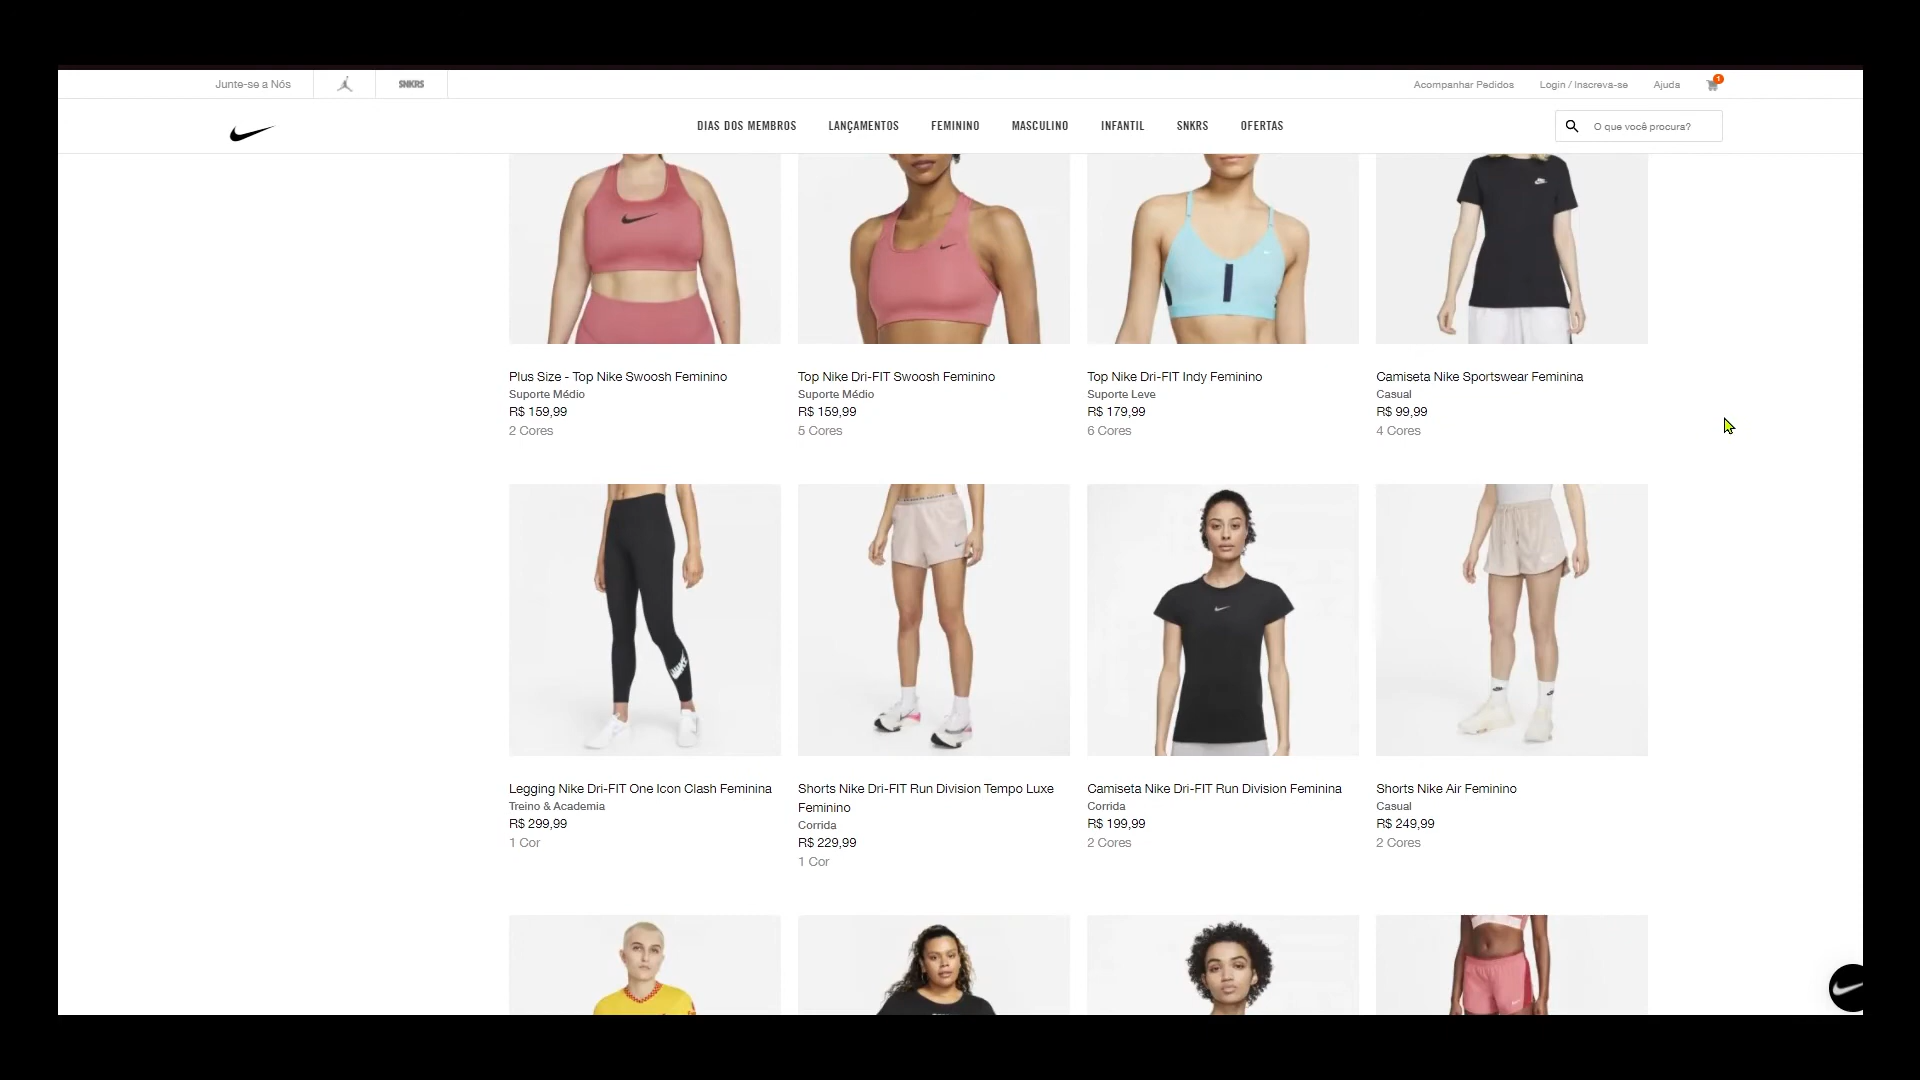 Junte-se a Nós
SNKRS
Acompanhar Pedidos
Login / Inscreva-se
Ajuda
1
DIAS DOS MEMBROS
LANÇAMENTOS
FEMININO
MASCULINO
INFANTIL
SNKRS
OFERTAS
O que você procura?
Plus Size - Top Nike Swoosh Feminino
Suporte Médio
R$ 159,99
2 Cores
Top Nike Dri-FIT Swoosh Feminino
Suporte Médio
R$ 159,99
5 Cores
Top Nike Dri-FIT Indy Feminino
Suporte Leve
R$ 179,99
6 Cores
Camiseta Nike Sportswear Feminina
Casual
R$ 99,99
4 Cores
NIKE
Legging Nike Dri-FIT One Icon Clash Feminina
Treino & Academia
R$ 299,99
1 Cor
Shorts Nike Dri-FIT Run Division Tempo Luxe
Feminino
Corrida
R$ 229,99
1 Cor
Camiseta Nike Dri-FIT Run Division Feminina
Corrida
R$ 199,99
2 Cores
Shorts Nike Air Feminino
Casual
R$ 249,99
2 Cores